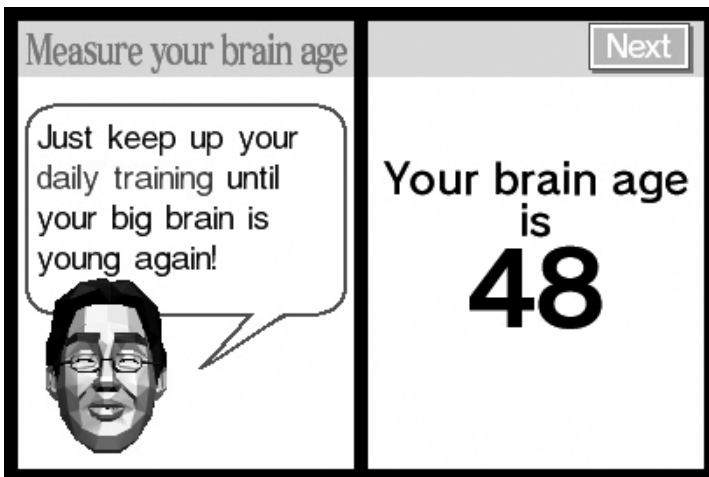 Measure your brain age
Just keep up your
daily training until
your big brain is
young again!
Next
Your brain age
is
48